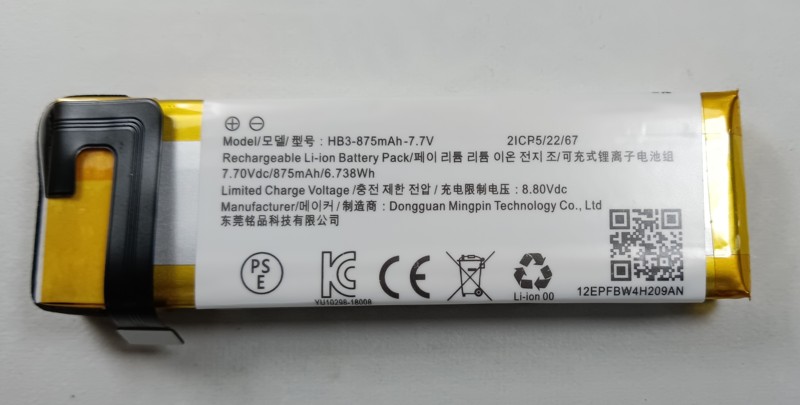 ⊕ ⊖
Model/모델/型号：HB3-875mAh-7.7V 2ICR5/22/67
Rechargeable Li-ion Battery Pack/페이 리튬 리튬 이온 전지 조/可充式锂离子电池组
7.70Vdc/875mAh/6.738Wh
Limited Charge Voltage /충전 제한 전압 / 充电限制电压：8.80Vdc
Manufacturer/메이커 / 制造商：Dongguan Mingpin Technology Co., Ltd
东莞铭品科技有限公司
PS
E
KC
CE
YU10298-18008
Li-ion 00
12EPFBW4H209AN